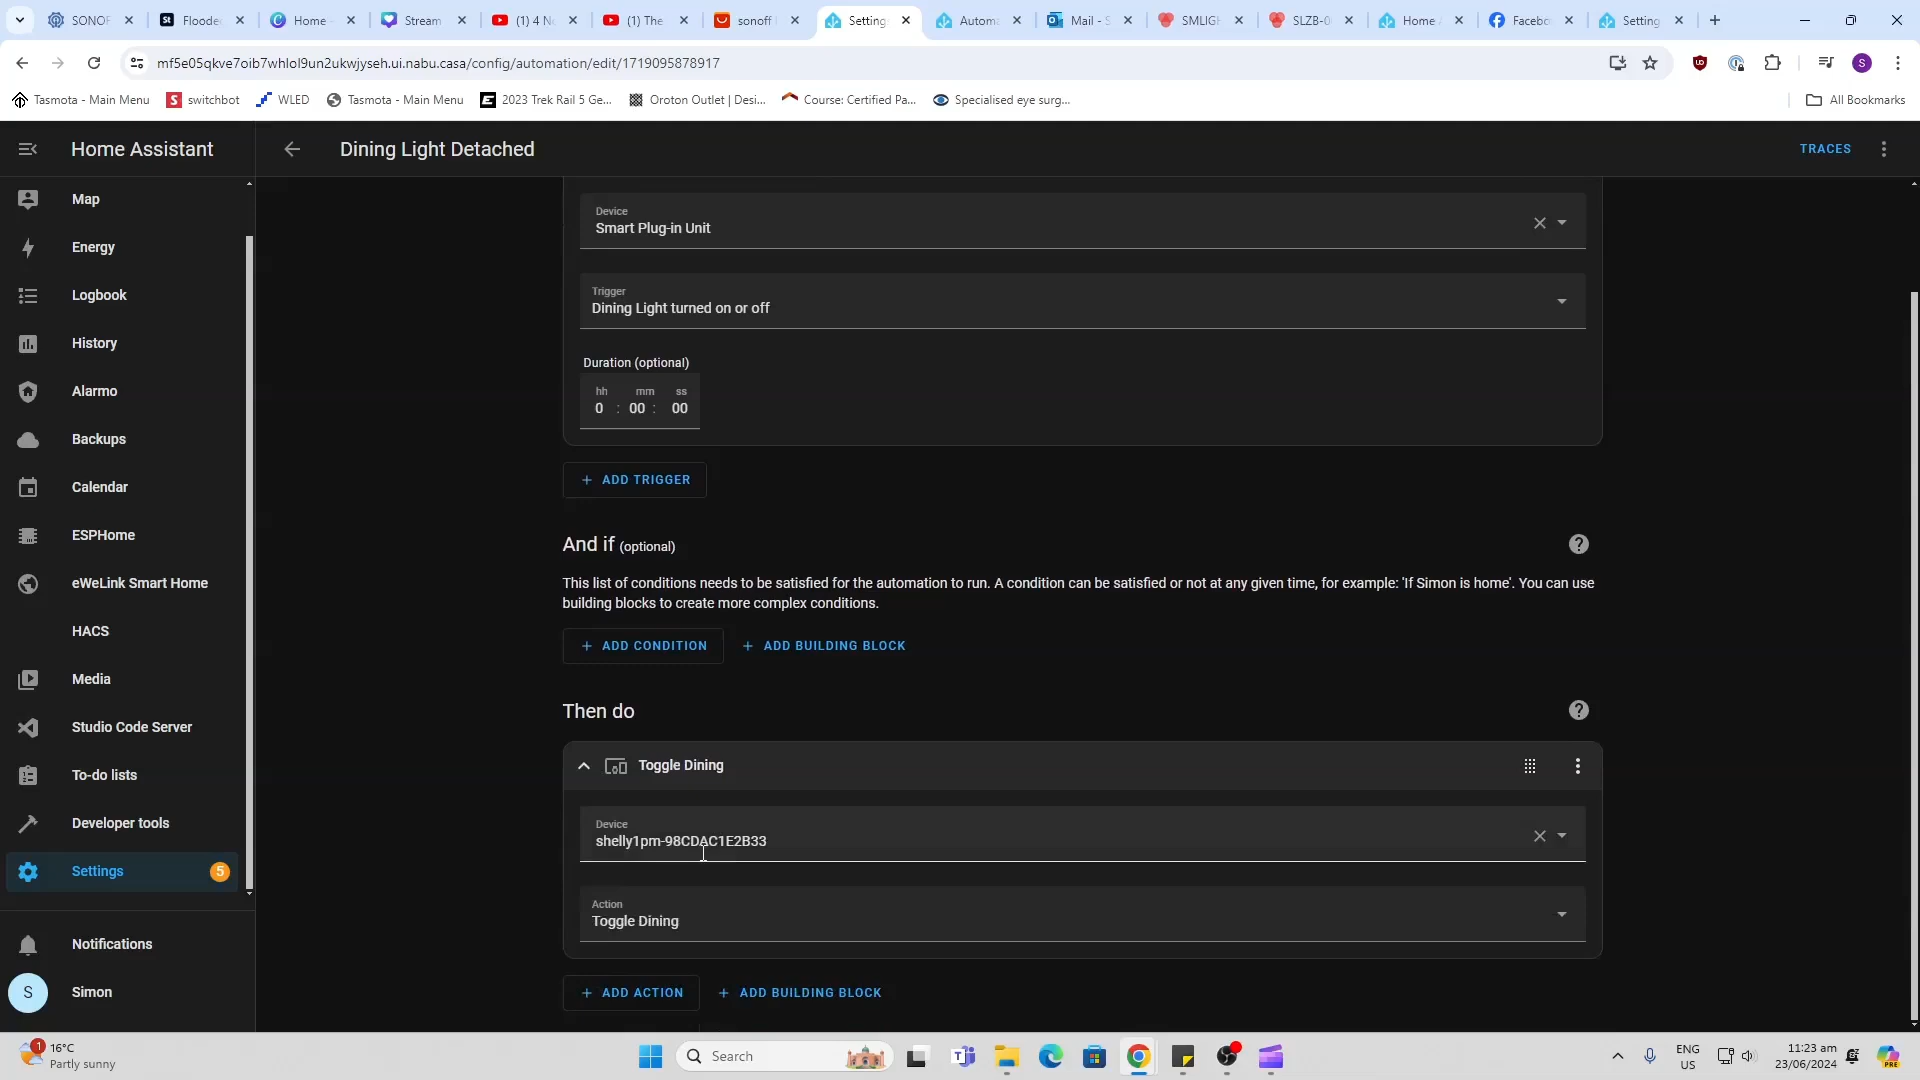 SONOF
Floode
Home -
Stream
(1) 4 N
(1) The
sonoff
Setting
Autom
Mail - S
SMLIGH
SLZB-0
Home A
Facebo
Setting
mf5e05qkve7oib7whlol9un2ukwjyseh.ui.nabu.casa/config/automation/edit/1719095878917
S
Tasmota - Main Menu
switchbot
WLED
Tasmota - Main Menu
2023 Trek Rail 5 Ge...
Oroton Outlet | Desi...
Course: Certified Pa...
Specialised eye surg...
All Bookmarks
Home Assistant
Dining Light Detached
TRACES
Map
Energy
Logbook
History
Alarmo
Backups
Calendar
ESPHome
eWeLink Smart Home
HACS
Media
Studio Code Server
To-do lists
Developer tools
Settings
5
Notifications
S
Simon
Device
Smart Plug-in Unit
Trigger
Dining Light turned on or off
Duration (optional)
hh mm ss
0 : 00 : 00
+ ADD TRIGGER
And if (optional)
This list of conditions needs to be satisfied for the automation to run. A condition can be satisfied or not at any given time, for example: 'If Simon is home'. You can use
building blocks to create more complex conditions.
+ ADD CONDITION
+ ADD BUILDING BLOCK
Then do
Toggle Dining
Device
shelly1pm-98CDAC1E2B33
Action
Toggle Dining
+ ADD ACTION
+ ADD BUILDING BLOCK
1
16°C
Partly sunny
Search
ENG
US
11:23 am
23/06/2024
PRE